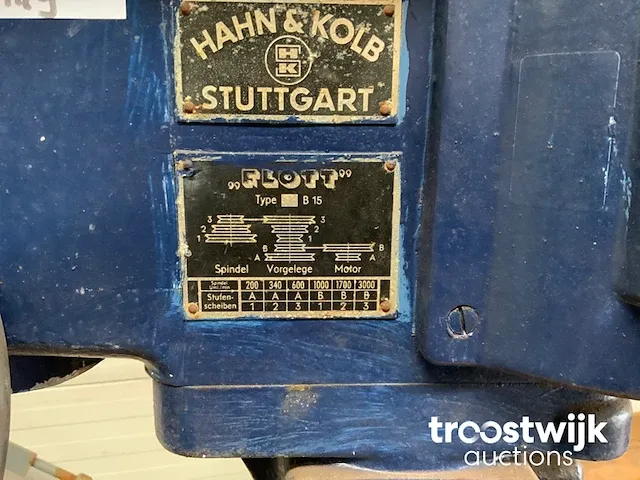 HAHN & KOLB
HK
STUTTGART
„FLOTT"
Type B 15
3 3
2 2
1 1
B B
A A
Spindel Vorgelege Motor
Spindel 200 340 600 1000 1700 3000
Stufen- A A A B B B
scheiben 1 2 3 1 2 3
troostwijk
auctions